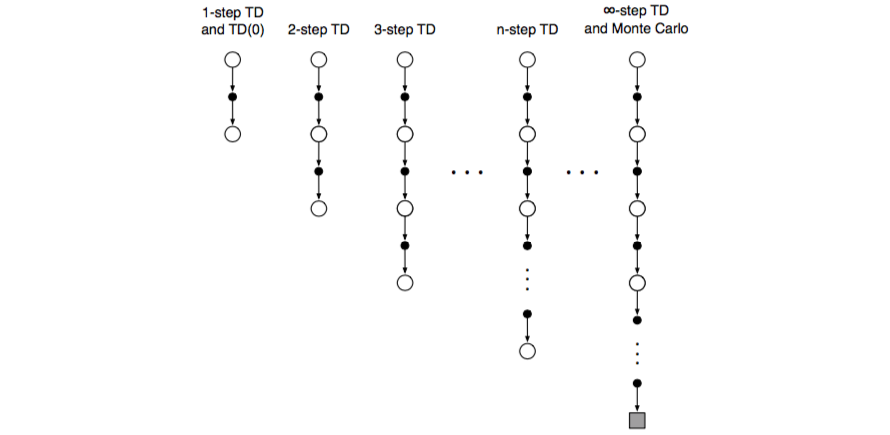 1-step TD
and TD(0)
2-step TD
3-step TD
n-step TD
∞-step TD
and Monte Carlo